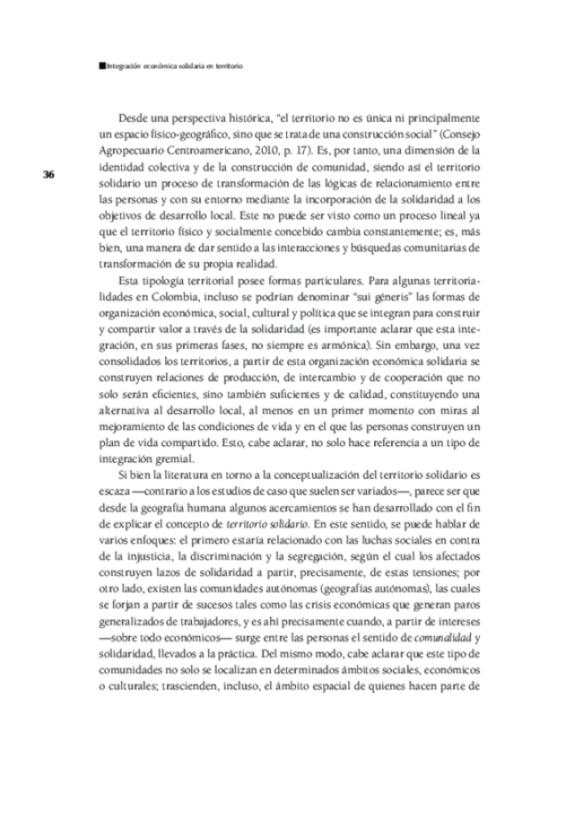 Integración económica solidaria en territorio
Desde una perspectiva histórica, “el territorio no es única ni principalmente
un espacio físico-geográfico, sino que se trata de una construcción social” (Consejo
Agropecuario Centroamericano, 2010, p. 17). Es, por tanto, una dimensión de la
identidad colectiva y de la construcción de comunidad, siendo así el territorio
36
solidario un proceso de transformación de las lógicas de relacionamiento entre
las personas y con su entorno mediante la incorporación de la solidaridad a los
objetivos de desarrollo local. Este no puede ser visto como un proceso lineal ya
que el territorio físico y socialmente concebido cambia constantemente; es, más
bien, una manera de dar sentido a las interacciones y búsquedas comunitarias de
transformación de su propia realidad.
Esta tipología territorial posee formas particulares. Para algunas territoria-
lidades en Colombia, incluso se podrían denominar “sui géneris” las formas de
organización económica, social, cultural y política que se integran para construir
y compartir valor a través de la solidaridad (es importante aclarar que esta inte-
gración, en sus primeras fases, no siempre es armónica). Sin embargo, una vez
consolidados los territorios, a partir de esta organización económica solidaria se
construyen relaciones de producción, de intercambio y de cooperación que no
solo serán eficientes, sino también suficientes y de calidad, constituyendo una
alternativa al desarrollo local, al menos en un primer momento con miras al
mejoramiento de las condiciones de vida y en el que las personas construyen un
plan de vida compartido. Esto, cabe aclarar, no solo hace referencia a un tipo de
integración gremial.
Si bien la literatura en torno a la conceptualización del territorio solidario es
escaza —contrario a los estudios de caso que suelen ser variados—, parece ser que
desde la geografía humana algunos acercamientos se han desarrollado con el fin
de explicar el concepto de territorio solidario. En este sentido, se puede hablar de
varios enfoques: el primero estaría relacionado con las luchas sociales en contra
de la injusticia, la discriminación y la segregación, según el cual los afectados
construyen lazos de solidaridad a partir, precisamente, de estas tensiones; por
otro lado, existen las comunidades autónomas (geografías autónomas), las cuales
se forjan a partir de sucesos tales como las crisis económicas que generan paros
generalizados de trabajadores, y es ahí precisamente cuando, a partir de intereses
—sobre todo económicos— surge entre las personas el sentido de comunalidad y
solidaridad, llevados a la práctica. Del mismo modo, cabe aclarar que este tipo de
comunidades no solo se localizan en determinados ámbitos sociales, económicos
o culturales; trascienden, incluso, el ámbito espacial de quienes hacen parte de